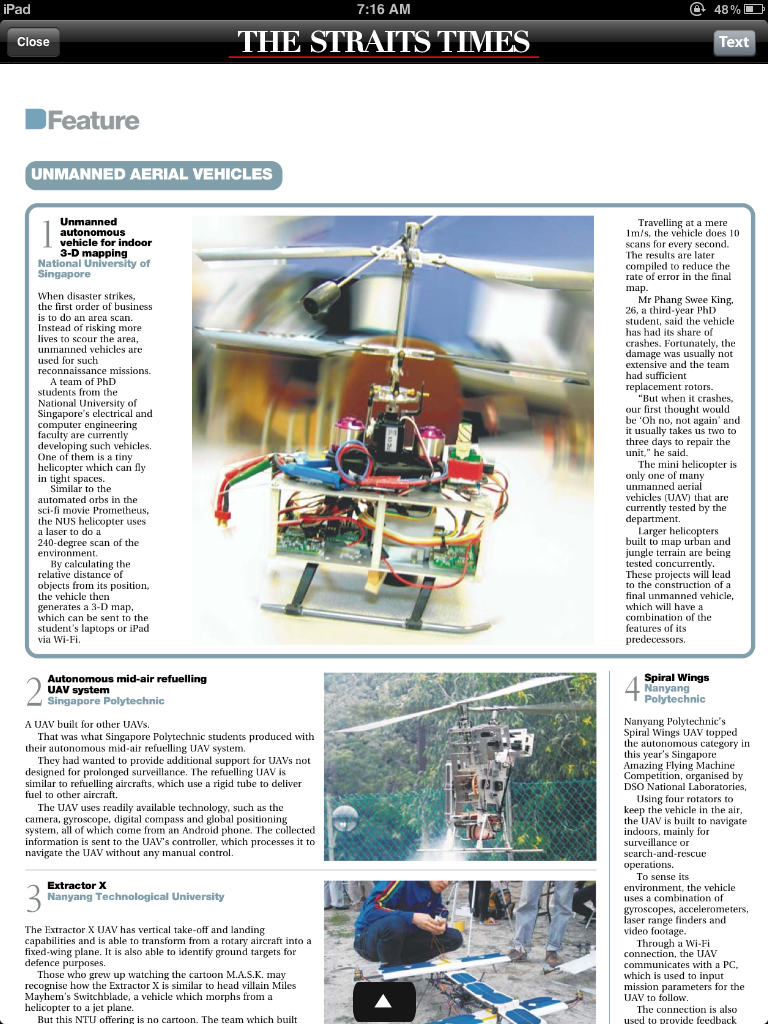 iPad
7:16 AM
48%
Close
THE STRAITS TIMES
Text
Feature
UNMANNED AERIAL VEHICLES
1
Unmanned
autonomous
vehicle for indoor
3-D mapping
National University of
Singapore
When disaster strikes,
the first order of business
is to do an area scan.
Instead of risking more
lives to scour the area,
unmanned vehicles are
used for such
reconnaissance missions.
A team of PhD
students from the
National University of
Singapore's electrical and
computer engineering
faculty are currently
developing such vehicles.
One of them is a tiny
helicopter which can fly
in tight spaces.
Similar to the
automated orbs in the
sci-fi movie Prometheus,
the NUS helicopter uses
a laser to do a
240-degree scan of the
environment.
By calculating the
relative distance of
objects from its position,
the vehicle then
generates a 3-D map,
which can be sent to the
student's laptops or iPad
via Wi-Fi.
Travelling at a mere
1m/s, the vehicle does 10
scans for every second.
The results are later
compiled to reduce the
rate of error in the final
map.
Mr Phang Swee King,
26, a third-year PhD
student, said the vehicle
has had its share of
crashes. Fortunately, the
damage was usually not
extensive and the team
had sufficient
replacement rotors.
"But when it crashes,
our first thought would
be 'Oh no, not again' and
it usually takes us two to
three days to repair the
unit," he said.
The mini helicopter is
only one of many
unmanned aerial
vehicles (UAV) that are
currently tested by the
department.
Larger helicopters
built to map urban and
jungle terrain are being
tested concurrently.
These projects will lead
to the construction of a
final unmanned vehicle,
which will have a
combination of the
features of its
predecessors.
2
Autonomous mid-air refuelling
UAV system
Singapore Polytechnic
A UAV built for other UAVs.
That was what Singapore Polytechnic students produced with
their autonomous mid-air refuelling UAV system.
They had wanted to provide additional support for UAVs not
designed for prolonged surveillance. The refuelling UAV is
similar to refuelling aircrafts, which use a rigid tube to deliver
fuel to other aircraft.
The UAV uses readily available technology, such as the
camera, gyroscope, digital compass and global positioning
system, all of which come from an Android phone. The collected
information is sent to the UAV's controller, which processes it to
navigate the UAV without any manual control.
3
Extractor X
Nanyang Technological University
The Extractor X UAV has vertical take-off and landing
capabilities and is able to transform from a rotary aircraft into a
fixed-wing plane. It is also able to identify ground targets for
defence purposes.
Those who grew up watching the cartoon M.A.S.K. may
recognise how the Extractor X is similar to head villain Miles
Mayhem's Switchblade, a vehicle which morphs from a
helicopter to a jet plane.
But this NTU offering is no cartoon. The team which built
4
Spiral Wings
Nanyang
Polytechnic
Nanyang Polytechnic's
Spiral Wings UAV topped
the autonomous category in
this year's Singapore
Amazing Flying Machine
Competition, organised by
DSO National Laboratories,
Using four rotators to
keep the vehicle in the air,
the UAV is built to navigate
indoors, mainly for
surveillance or
search-and-rescue
operations.
To sense its
environment, the vehicle
uses a combination of
gyroscopes, accelerometers,
laser range finders and
video footage.
Through a Wi-Fi
connection, the UAV
communicates with a PC,
which is used to input
mission parameters for the
UAV to follow.
The connection is also
used to provide feedback